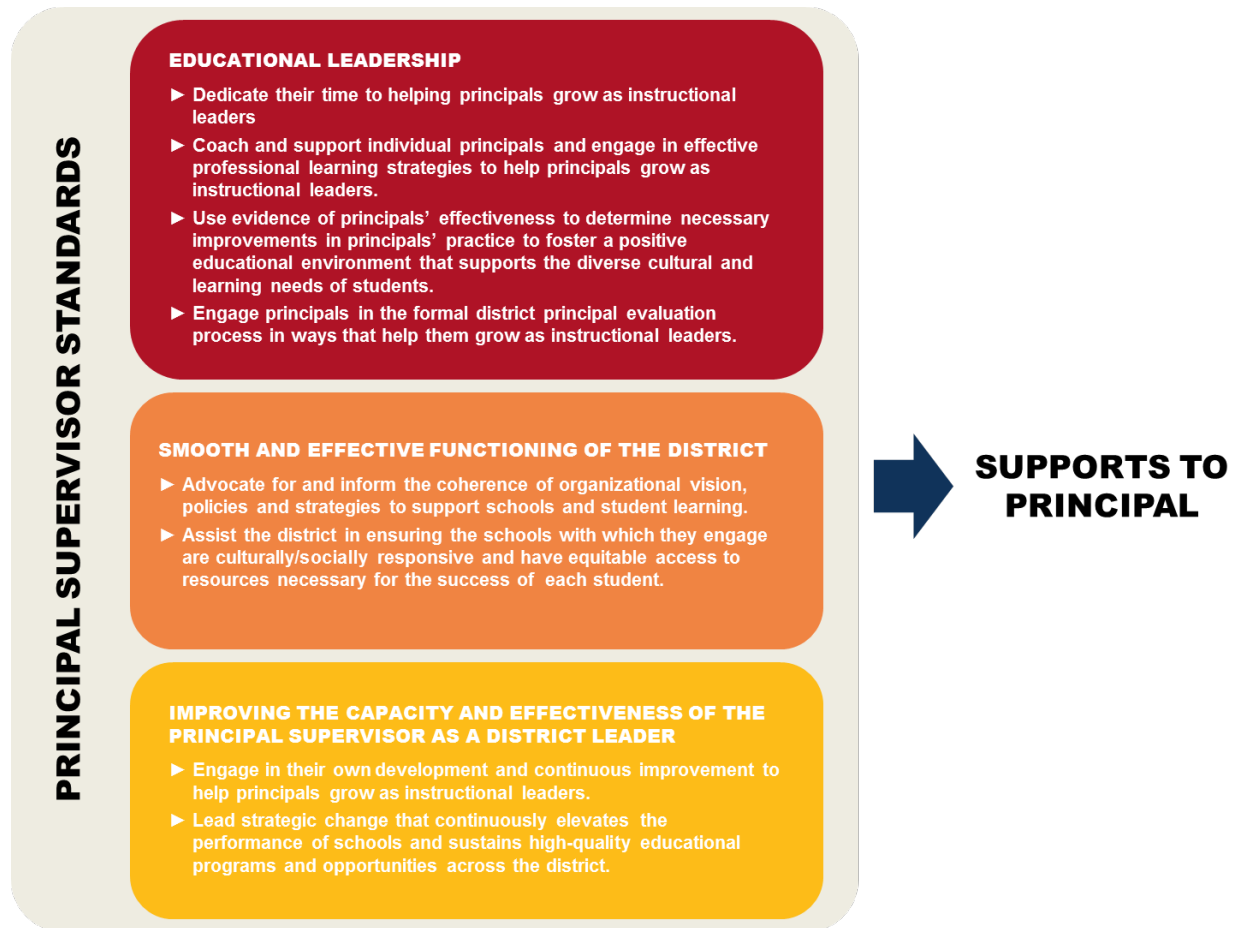 PRINCIPAL SUPERVISOR STANDARDS
EDUCATIONAL LEADERSHIP
► Dedicate their time to helping principals grow as instructional
leaders
► Coach and support individual principals and engage in effective
professional learning strategies to help principals grow as
instructional leaders.
► Use evidence of principals’ effectiveness to determine necessary
improvements in principals’ practice to foster a positive
educational environment that supports the diverse cultural and
learning needs of students.
► Engage principals in the formal district principal evaluation
process in ways that help them grow as instructional leaders.
SMOOTH AND EFFECTIVE FUNCTIONING OF THE DISTRICT
► Advocate for and inform the coherence of organizational vision,
policies and strategies to support schools and student learning.
► Assist the district in ensuring the schools with which they engage
are culturally/socially responsive and have equitable access to
resources necessary for the success of each student.
IMPROVING THE CAPACITY AND EFFECTIVENESS OF THE
PRINCIPAL SUPERVISOR AS A DISTRICT LEADER
► Engage in their own development and continuous improvement to
help principals grow as instructional leaders.
► Lead strategic change that continuously elevates the
performance of schools and sustains high-quality educational
programs and opportunities across the district.
SUPPORTS TO
PRINCIPAL